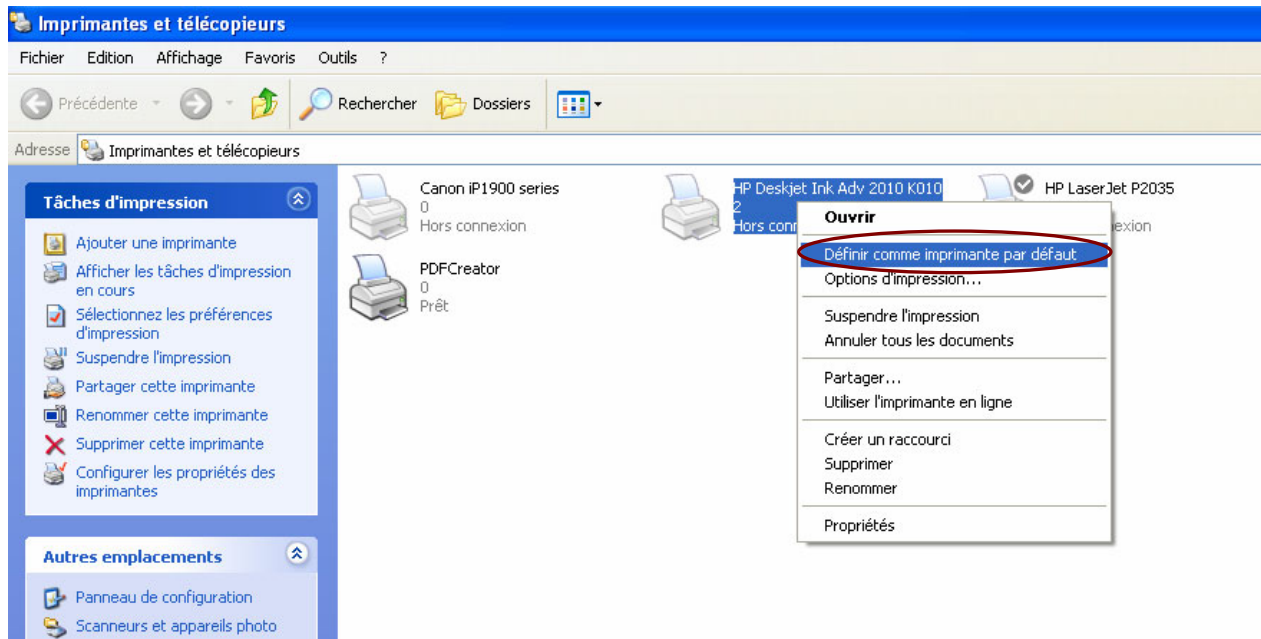 Imprimantes et télécopieurs
Fichier Edition Affichage Favoris Outils ?
Précédente Rechercher Dossiers
Adresse Imprimantes et télécopieurs
Tâches d'impression
Ajouter une imprimante
Afficher les tâches d'impression
en cours
Sélectionnez les préférences
d'impression
Suspendre l'impression
Partager cette imprimante
Renommer cette imprimante
Supprimer cette imprimante
Configurer les propriétés des
imprimantes
Autres emplacements
Panneau de configuration
Scanneurs et appareils photo
Canon iP1900 series
0
Hors connexion
HP Deskjet Ink Adv 2010 K010
2
Hors
HP LaserJet P2035
PDFCreator
0
Prêt
Ouvrir
Définir comme imprimante par défaut
Options d'impression...
Suspendre l'impression
Annuler tous les documents
Partager...
Utiliser l'imprimante en ligne
Créer un raccourci
Supprimer
Renommer
Propriétés